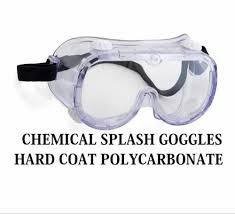 CHEMICAL SPLASH GOGGLES
HARD COAT POLYCARBONATE